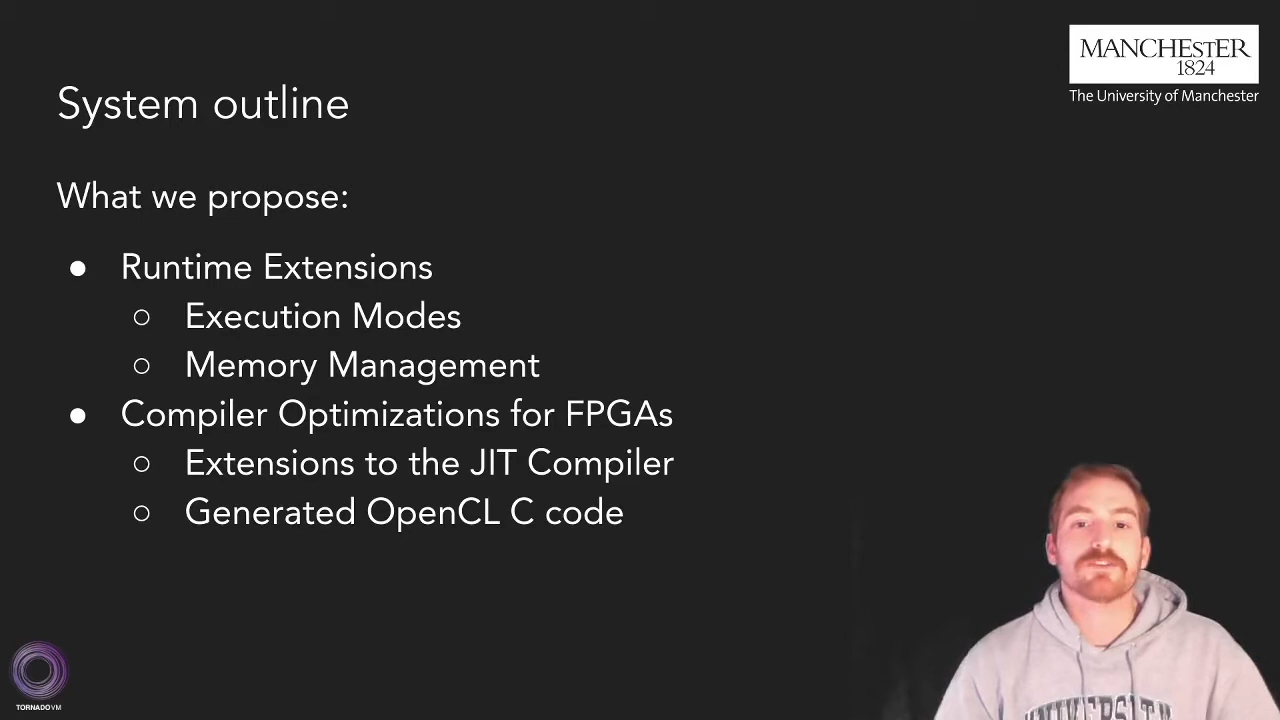 MANCHESTER
1824
The University of Manchester
System outline
What we propose:
● Runtime Extensions
○ Execution Modes
○ Memory Management
● Compiler Optimizations for FPGAs
○ Extensions to the JIT Compiler
○ Generated OpenCL C code
UNIVERSITY
TORNADOVM